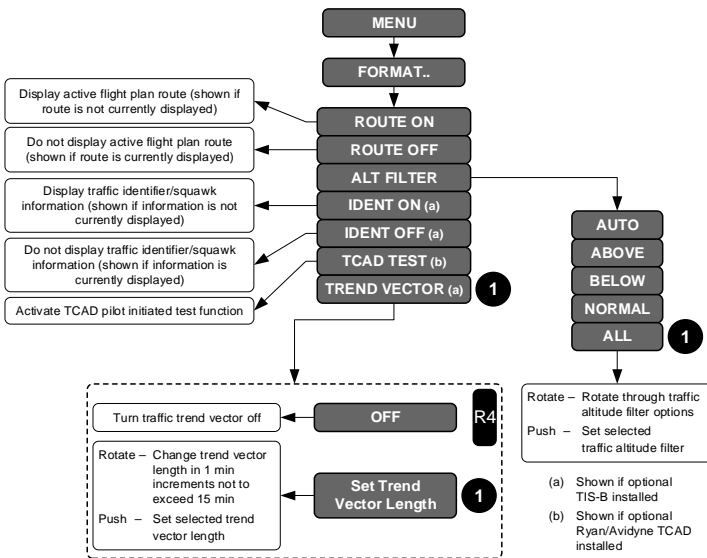 MENU
FORMAT..
Display active flight plan route (shown if
route is not currently displayed)
Do not display active flight plan route
(shown if route is currently displayed)
Display traffic identifier/squawk
information (shown if information is not
currently displayed)
Do not display traffic identifier/squawk
information (shown if information is
currently displayed)
Activate TCAD pilot initiated test function
ROUTE ON
ROUTE OFF
ALT FILTER
IDENT ON (a)
IDENT OFF (a)
TCAD TEST (b)
TREND VECTOR (a)
1
AUTO
ABOVE
BELOW
NORMAL
ALL
1
Turn traffic trend vector off
OFF
R4
Rotate – Change trend vector
length in 1 min
increments not to
exceed 15 min
Push – Set selected trend
vector length
Set Trend
Vector Length
1
Rotate – Rotate through traffic
altitude filter options
Push – Set selected
traffic altitude filter
(a) Shown if optional
TIS-B installed
(b) Shown if optional
Ryan/Avidyne TCAD
installed